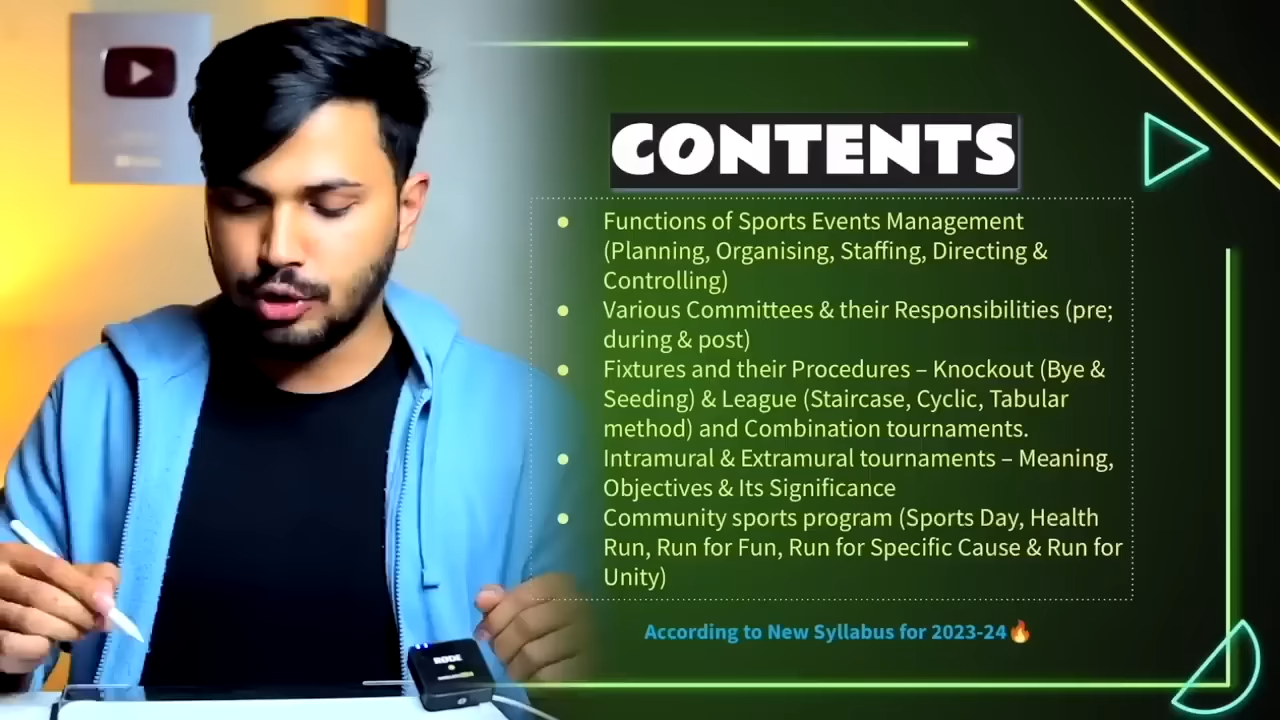 CONTENTS
● Functions of Sports Events Management
(Planning, Organising, Staffing, Directing &
Controlling)
● Various Committees & their Responsibilities (pre;
during & post)
● Fixtures and their Procedures – Knockout (Bye &
Seeding) & League (Staircase, Cyclic, Tabular
method) and Combination tournaments.
● Intramural & Extramural tournaments – Meaning,
Objectives & Its Significance
● Community sports program (Sports Day, Health
Run, Run for Fun, Run for Specific Cause & Run for
Unity)
According to New Syllabus for 2023-24🔥
RODE